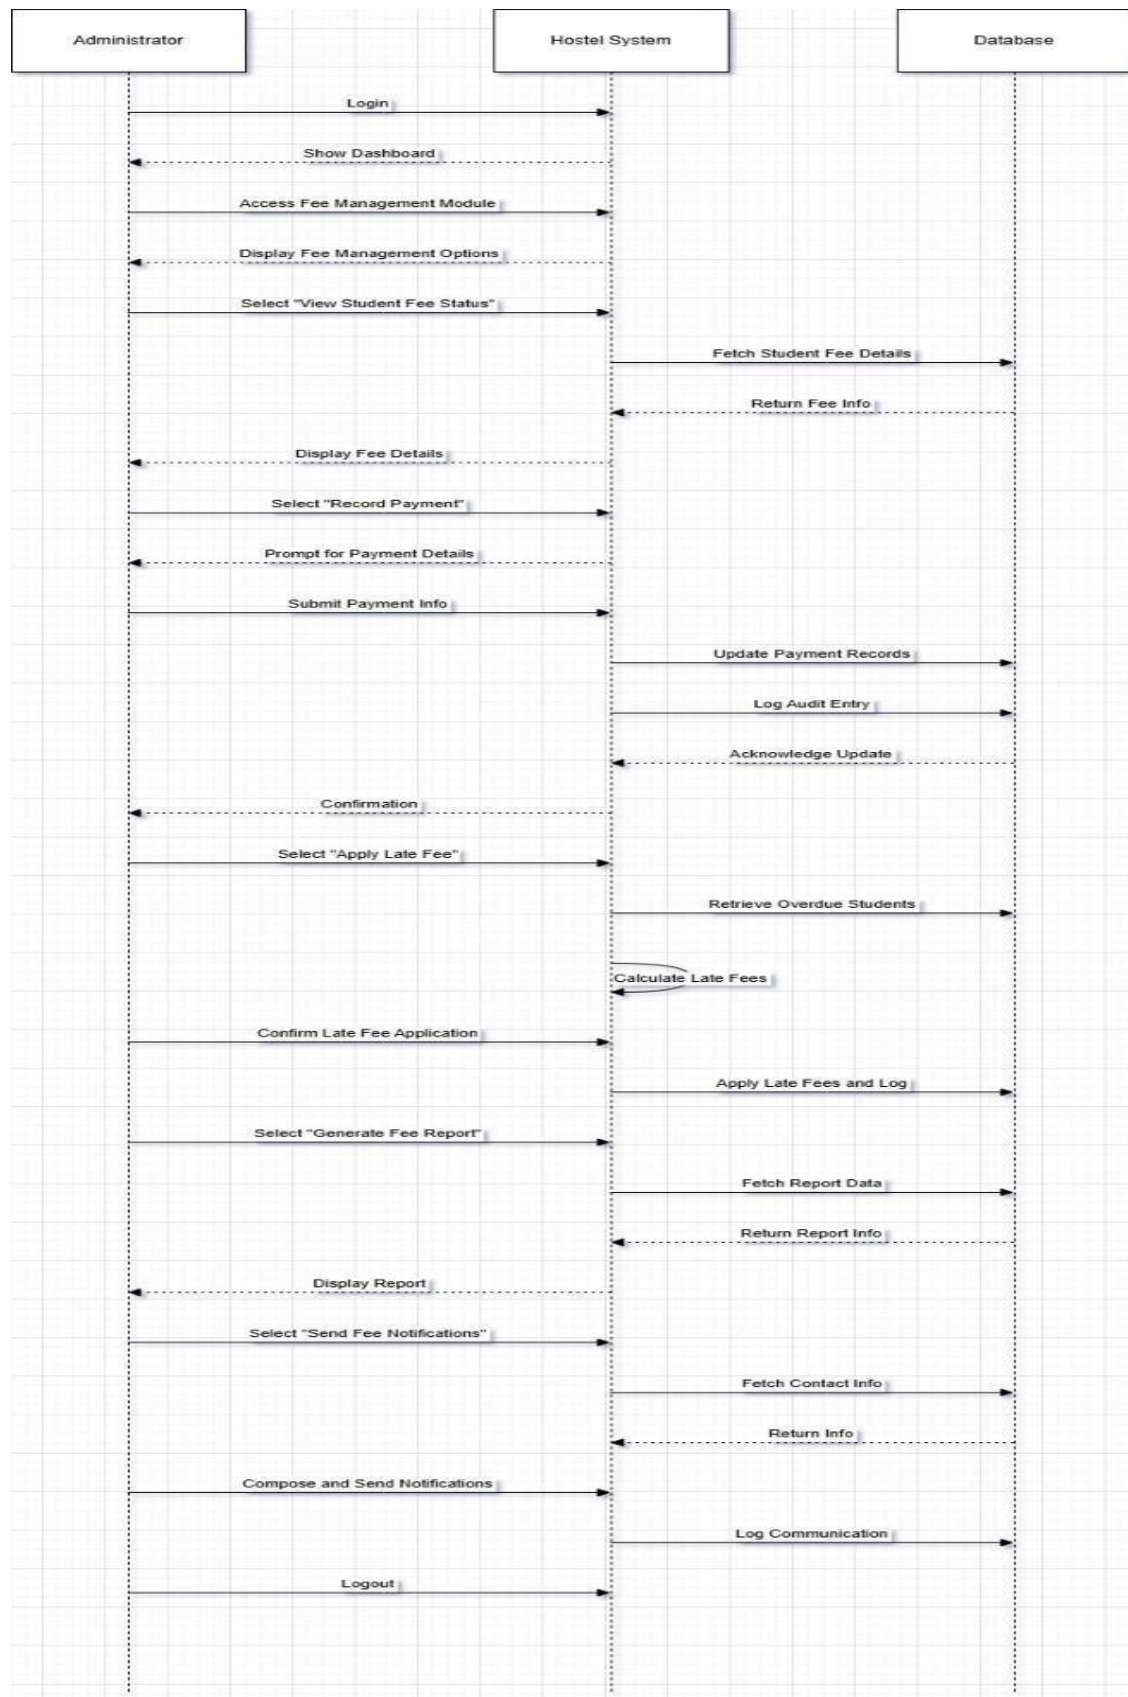 Administrator
Hostel System
Database
Login
Show Dashboard
Access Fee Management Module
Display Fee Management Options
Select "View Student Fee Status"
Fetch Student Fee Details
Return Fee Info
Display Fee Details
Select "Record Payment"
Prompt for Payment Details
Submit Payment Info
Update Payment Records
Log Audit Entry
Acknowledge Update
Confirmation
Select "Apply Late Fee"
Retrieve Overdue Students
Calculate Late Fees
Confirm Late Fee Application
Apply Late Fees and Log
Select "Generate Fee Report"
Fetch Report Data
Return Report Info
Display Report
Select "Send Fee Notifications"
Fetch Contact Info
Return Info
Compose and Send Notifications
Log Communication
Logout